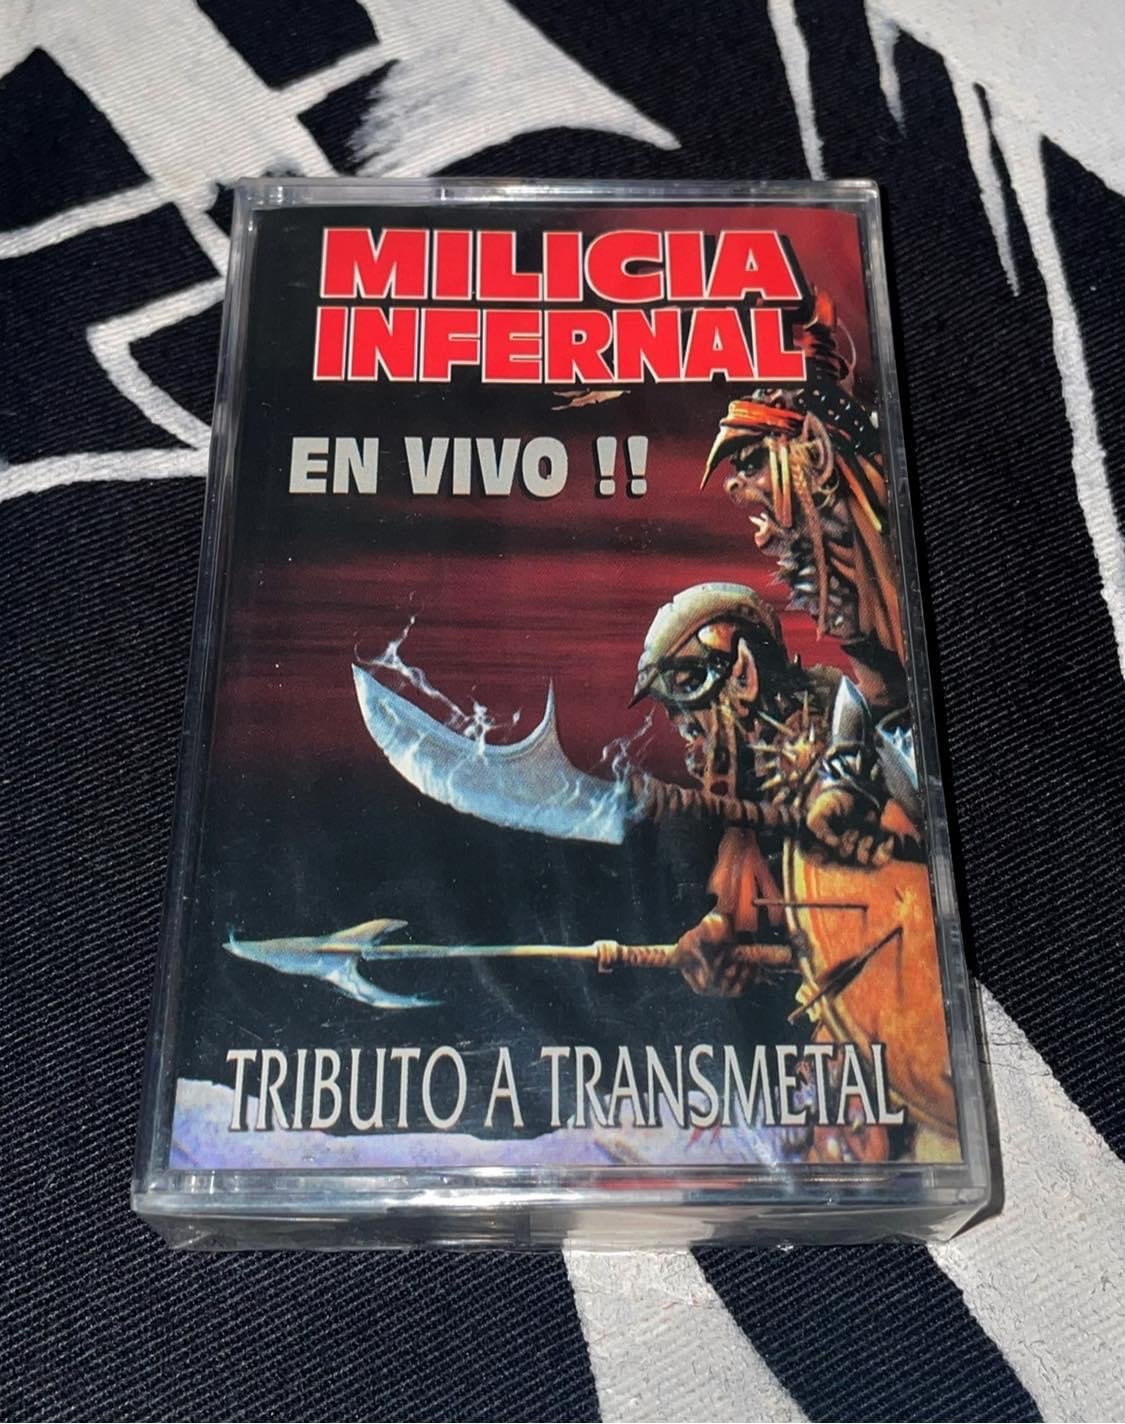 MILICIA
INFERNAL
EN VIVO !!
TRIBUTO A TRANSMETAL